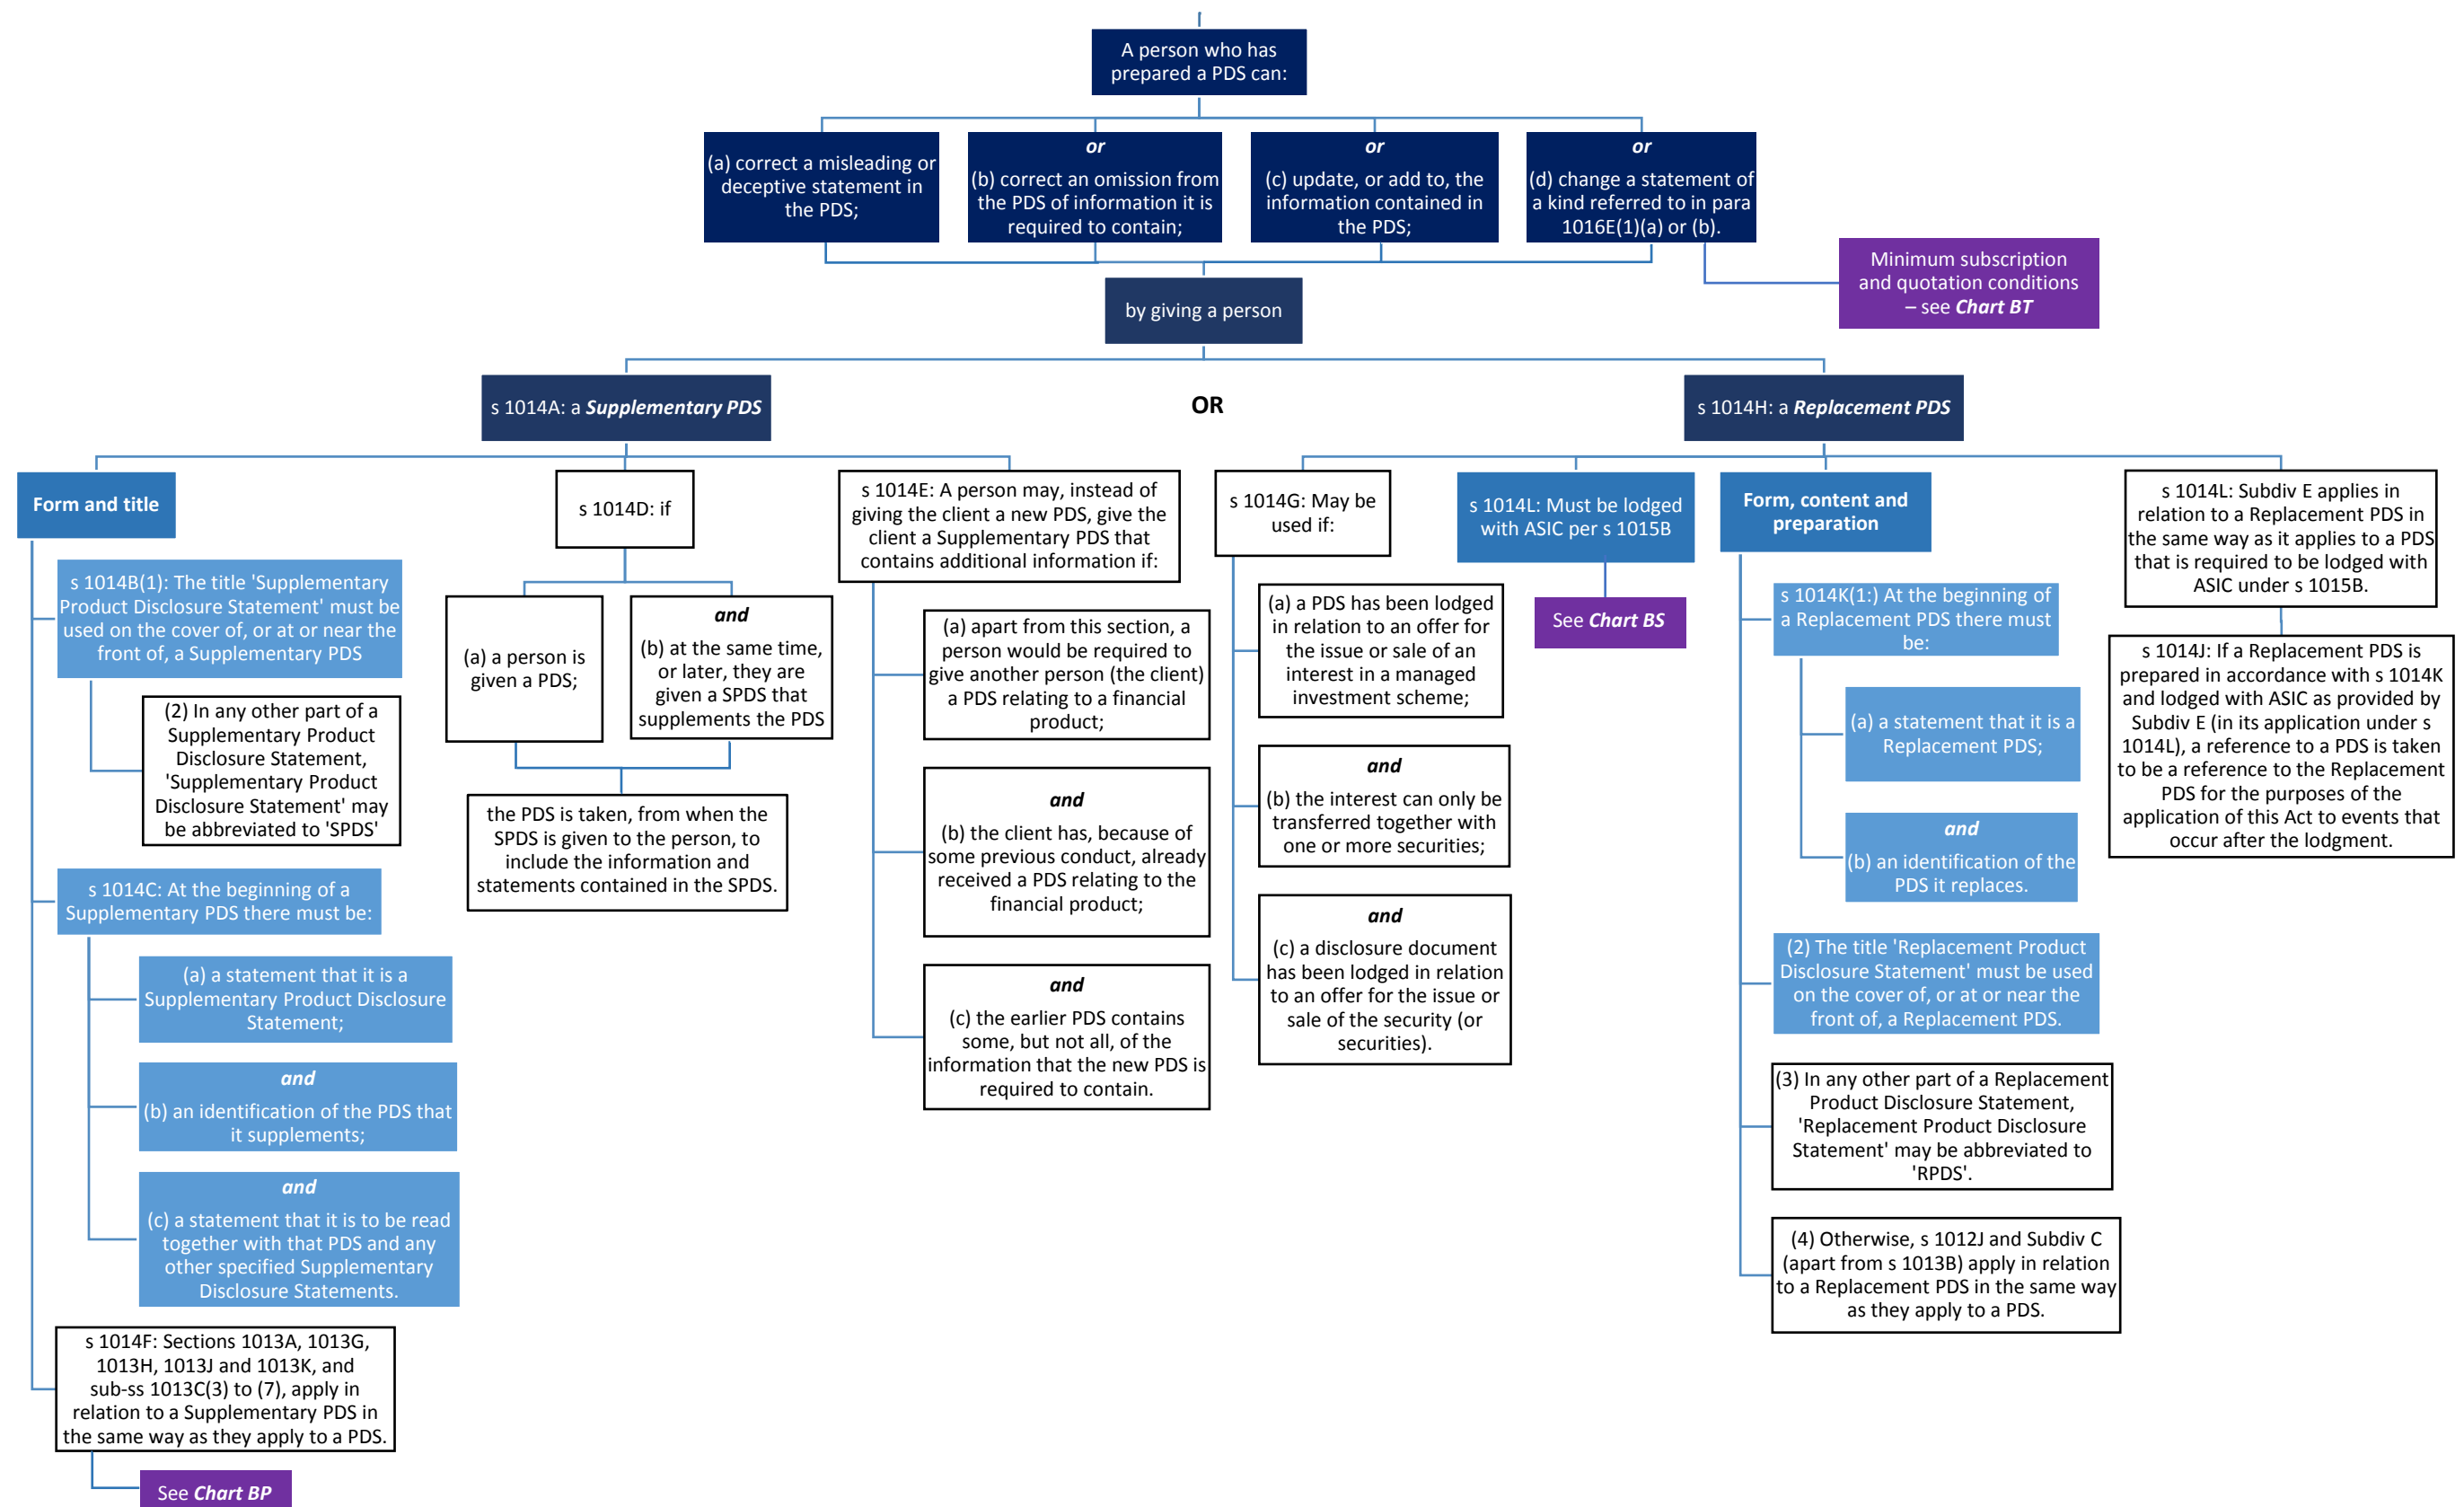 A person who has
prepared a PDS can:
(a) correct a misleading or
deceptive statement in
the PDS;
or
(b) correct an omission from
the PDS of information it is
required to contain;
or
(c) update, or add to, the
information contained in
the PDS;
or
(d) change a statement of
a kind referred to in para
1016E(1)(a) or (b).
Minimum subscription
and quotation conditions
– see Chart BT
by giving a person
s 1014A: a Supplementary PDS
OR
s 1014H: a Replacement PDS
Form and title
s 1014B(1): The title 'Supplementary
Product Disclosure Statement' must be
used on the cover of, or at or near the
front of, a Supplementary PDS
(2) In any other part of a
Supplementary Product
Disclosure Statement,
'Supplementary Product
Disclosure Statement' may
be abbreviated to 'SPDS'
s 1014C: At the beginning of a
Supplementary PDS there must be:
(a) a statement that it is a
Supplementary Product Disclosure
Statement;
and
(b) an identification of the PDS that
it supplements;
and
(c) a statement that it is to be read
together with that PDS and any
other specified Supplementary
Disclosure Statements.
s 1014F: Sections 1013A, 1013G,
1013H, 1013J and 1013K, and
sub-ss 1013C(3) to (7), apply in
relation to a Supplementary PDS in
the same way as they apply to a PDS.
See Chart BP
s 1014D: if
(a) a person is
given a PDS;
and
(b) at the same time,
or later, they are
given a SPDS that
supplements the PDS
the PDS is taken, from when the
SPDS is given to the person, to
include the information and
statements contained in the SPDS.
s 1014E: A person may, instead of
giving the client a new PDS, give the
client a Supplementary PDS that
contains additional information if:
(a) apart from this section, a
person would be required to
give another person (the client)
a PDS relating to a financial
product;
and
(b) the client has, because of
some previous conduct, already
received a PDS relating to the
financial product;
and
(c) the earlier PDS contains
some, but not all, of the
information that the new PDS is
required to contain.
s 1014G: May be
used if:
(a) a PDS has been lodged
in relation to an offer for
the issue or sale of an
interest in a managed
investment scheme;
and
(b) the interest can only be
transferred together with
one or more securities;
and
(c) a disclosure document
has been lodged in relation
to an offer for the issue or
sale of the security (or
securities).
s 1014L: Must be lodged
with ASIC per s 1015B
See Chart BS
Form, content and
preparation
s 1014K(1:) At the beginning of
a Replacement PDS there must
be:
(a) a statement that it is a
Replacement PDS;
and
(b) an identification of the
PDS it replaces.
(2) The title 'Replacement Product
Disclosure Statement' must be used
on the cover of, or at or near the
front of, a Replacement PDS.
(3) In any other part of a Replacement
Product Disclosure Statement,
'Replacement Product Disclosure
Statement' may be abbreviated to
'RPDS'.
(4) Otherwise, s 1012J and Subdiv C
(apart from s 1013B) apply in relation
to a Replacement PDS in the same way
as they apply to a PDS.
s 1014L: Subdiv E applies in
relation to a Replacement PDS in
the same way as it applies to a PDS
that is required to be lodged with
ASIC under s 1015B.
s 1014J: If a Replacement PDS is
prepared in accordance with s 1014K
and lodged with ASIC as provided by
Subdiv E (in its application under s
1014L), a reference to a PDS is taken
to be a reference to the Replacement
PDS for the purposes of the
application of this Act to events that
occur after the lodgment.